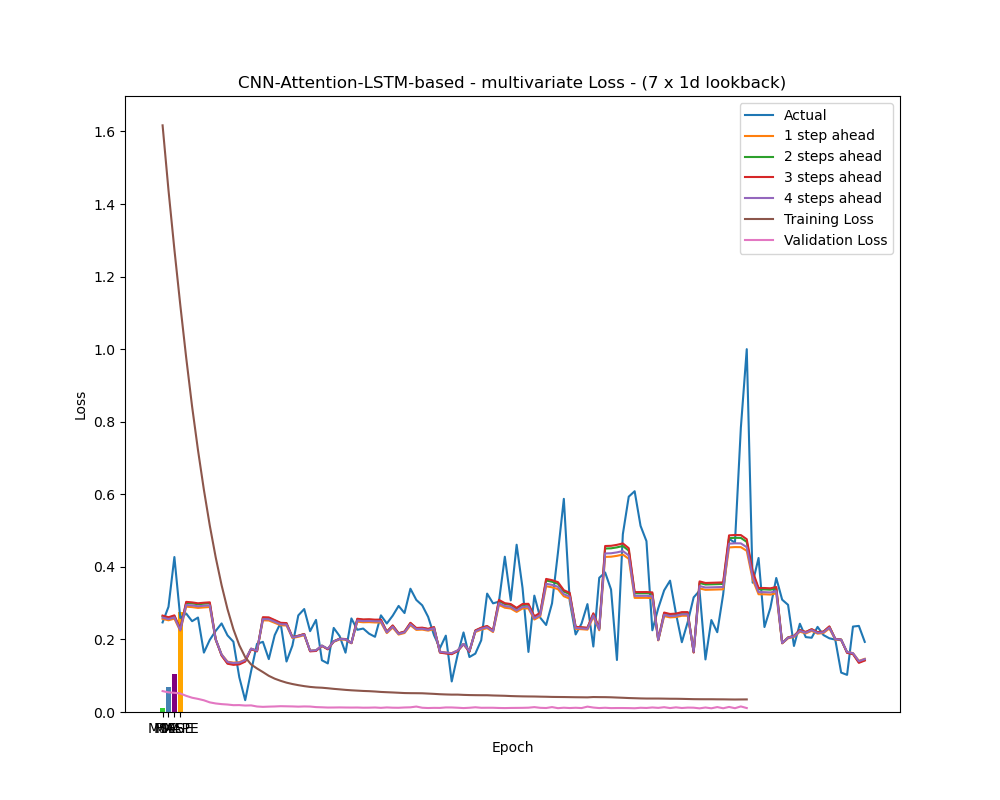 CNN-Attention-LSTM-based - multivariate Loss - (7 x 1d lookback)
Actual
1 step ahead
2 steps ahead
3 steps ahead
4 steps ahead
Training Loss
Validation Loss
1.6
1.4
1.2
1.0
0.8
0.6
0.4
0.2
0.0
Loss
Epoch